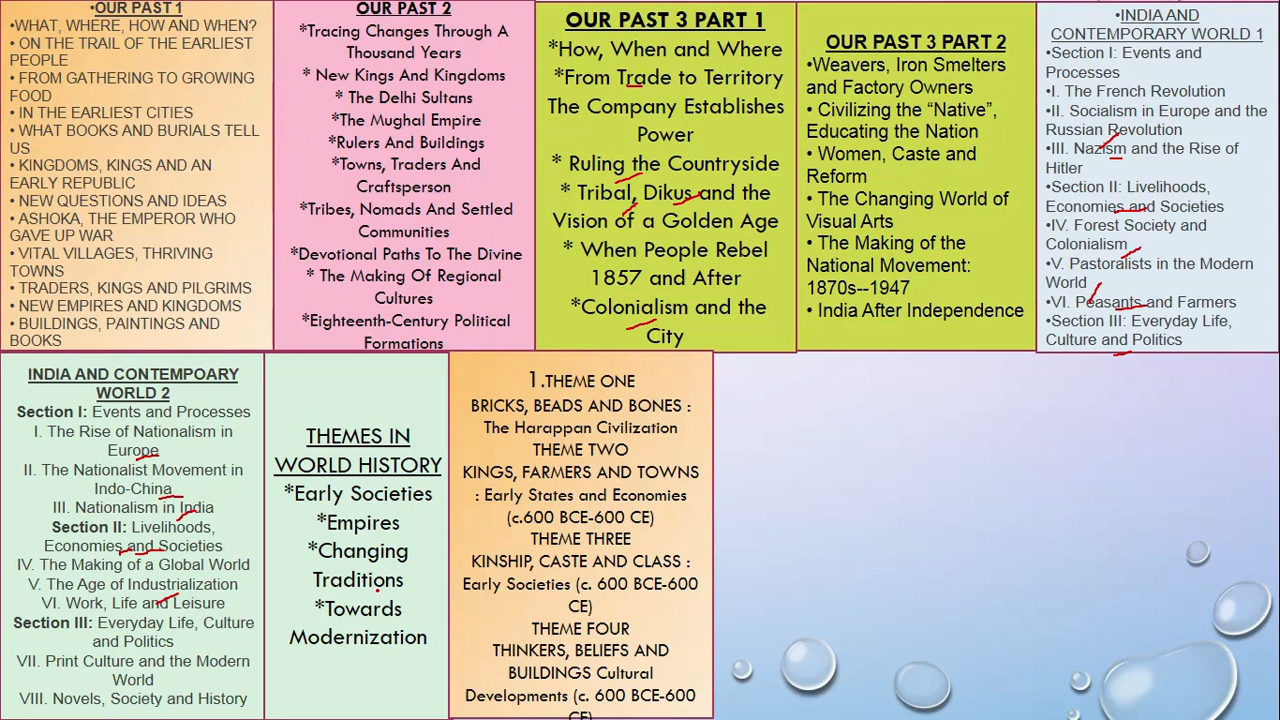 •OUR PAST 1
•WHAT, WHERE, HOW AND WHEN?
• ON THE TRAIL OF THE EARLIEST
PEOPLE
• FROM GATHERING TO GROWING
FOOD
• IN THE EARLIEST CITIES
• WHAT BOOKS AND BURIALS TELL
US
• KINGDOMS, KINGS AND AN
EARLY REPUBLIC
• NEW QUESTIONS AND IDEAS
• ASHOKA, THE EMPEROR WHO
GAVE UP WAR
• VITAL VILLAGES, THRIVING
TOWNS
• TRADERS, KINGS AND PILGRIMS
• NEW EMPIRES AND KINGDOMS
• BUILDINGS, PAINTINGS AND
BOOKS
OUR PAST 2
*Tracing Changes Through A
Thousand Years
* New Kings And Kingdoms
* The Delhi Sultans
*The Mughal Empire
*Rulers And Buildings
*Towns, Traders And
Craftsperson
*Tribes, Nomads And Settled
Communities
*Devotional Paths To The Divine
* The Making Of Regional
Cultures
*Eighteenth-Century Political
Formations
OUR PAST 3 PART 1
*How, When and Where
*From Trade to Territory
The Company Establishes
Power
* Ruling the Countryside
* Tribal, Dikus and the
Vision of a Golden Age
* When People Rebel
1857 and After
*Colonialism and the
City
OUR PAST 3 PART 2
•Weavers, Iron Smelters
and Factory Owners
• Civilizing the “Native”,
Educating the Nation
• Women, Caste and
Reform
• The Changing World of
Visual Arts
• The Making of the
National Movement:
1870s--1947
• India After Independence
•INDIA AND
CONTEMPORARY WORLD 1
•Section I: Events and
Processes
•I. The French Revolution
•II. Socialism in Europe and the
Russian Revolution
•III. Nazism and the Rise of
Hitler
•Section II: Livelihoods,
Economies and Societies
•IV. Forest Society and
Colonialism
•V. Pastoralists in the Modern
World
•VI. Peasants and Farmers
•Section III: Everyday Life,
Culture and Politics
INDIA AND CONTEMPOARY
WORLD 2
Section I: Events and Processes
I. The Rise of Nationalism in
Europe
II. The Nationalist Movement in
Indo-China
III. Nationalism in India
Section II: Livelihoods,
Economies and Societies
IV. The Making of a Global World
V. The Age of Industrialization
VI. Work, Life and Leisure
Section III: Everyday Life, Culture
and Politics
VII. Print Culture and the Modern
World
VIII. Novels, Society and History
THEMES IN
WORLD HISTORY
*Early Societies
*Empires
*Changing
Traditions
*Towards
Modernization
1.THEME ONE
BRICKS, BEADS AND BONES :
The Harappan Civilization
THEME TWO
KINGS, FARMERS AND TOWNS
: Early States and Economies
(c.600 BCE-600 CE)
THEME THREE
KINSHIP, CASTE AND CLASS :
Early Societies (c. 600 BCE-600
CE)
THEME FOUR
THINKERS, BELIEFS AND
BUILDINGS Cultural
Developments (c. 600 BCE-600
CE)